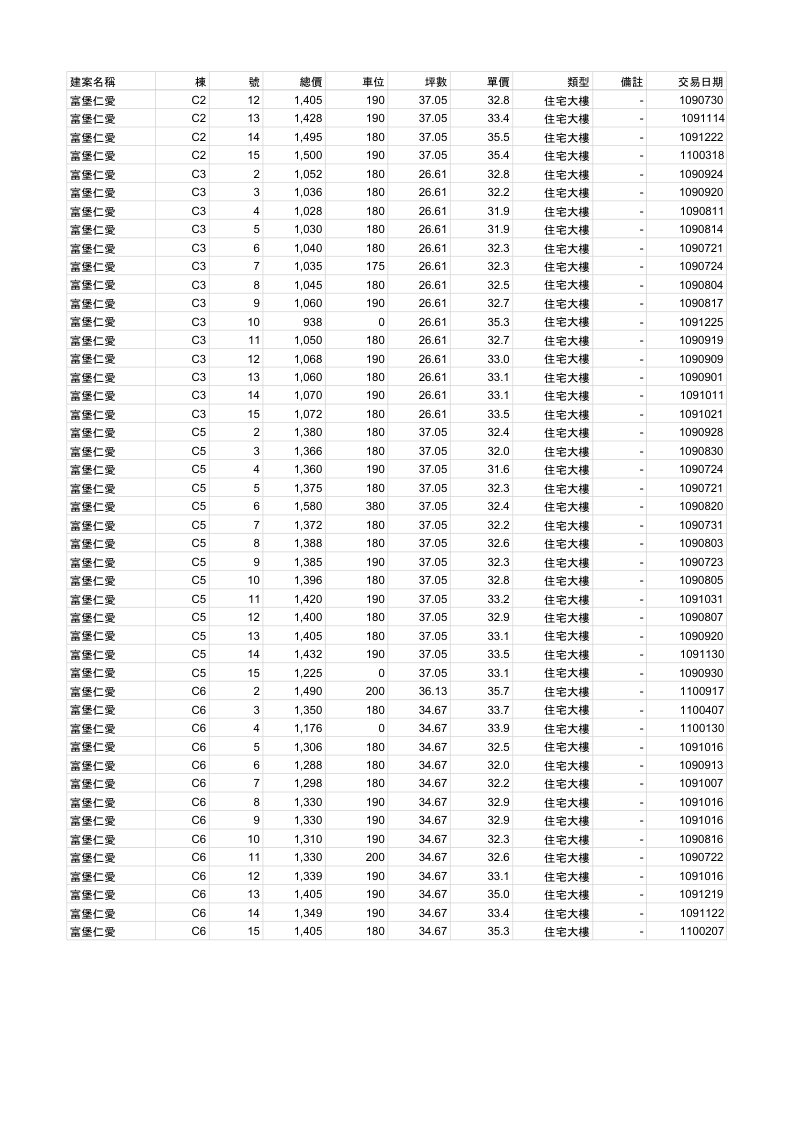 建案名稱 棟 號 總價 車位 坪數 單價 類型 備註 交易日期
富堡仁愛 C2 12 1,405 190 37.05 32.8 住宅大樓 - 1090730
富堡仁愛 C2 13 1,428 190 37.05 33.4 住宅大樓 - 1091114
富堡仁愛 C2 14 1,495 180 37.05 35.5 住宅大樓 - 1091222
富堡仁愛 C2 15 1,500 190 37.05 35.4 住宅大樓 - 1100318
富堡仁愛 C3 2 1,052 180 26.61 32.8 住宅大樓 - 1090924
富堡仁愛 C3 3 1,036 180 26.61 32.2 住宅大樓 - 1090920
富堡仁愛 C3 4 1,028 180 26.61 31.9 住宅大樓 - 1090811
富堡仁愛 C3 5 1,030 180 26.61 31.9 住宅大樓 - 1090814
富堡仁愛 C3 6 1,040 180 26.61 32.3 住宅大樓 - 1090721
富堡仁愛 C3 7 1,035 175 26.61 32.3 住宅大樓 - 1090724
富堡仁愛 C3 8 1,045 180 26.61 32.5 住宅大樓 - 1090804
富堡仁愛 C3 9 1,060 190 26.61 32.7 住宅大樓 - 1090817
富堡仁愛 C3 10 938 0 26.61 35.3 住宅大樓 - 1091225
富堡仁愛 C3 11 1,050 180 26.61 32.7 住宅大樓 - 1090919
富堡仁愛 C3 12 1,068 190 26.61 33.0 住宅大樓 - 1090909
富堡仁愛 C3 13 1,060 180 26.61 33.1 住宅大樓 - 1090901
富堡仁愛 C3 14 1,070 190 26.61 33.1 住宅大樓 - 1091011
富堡仁愛 C3 15 1,072 180 26.61 33.5 住宅大樓 - 1091021
富堡仁愛 C5 2 1,380 180 37.05 32.4 住宅大樓 - 1090928
富堡仁愛 C5 3 1,366 180 37.05 32.0 住宅大樓 - 1090830
富堡仁愛 C5 4 1,360 190 37.05 31.6 住宅大樓 - 1090724
富堡仁愛 C5 5 1,375 180 37.05 32.3 住宅大樓 - 1090721
富堡仁愛 C5 6 1,580 380 37.05 32.4 住宅大樓 - 1090820
富堡仁愛 C5 7 1,372 180 37.05 32.2 住宅大樓 - 1090731
富堡仁愛 C5 8 1,388 180 37.05 32.6 住宅大樓 - 1090803
富堡仁愛 C5 9 1,385 190 37.05 32.3 住宅大樓 - 1090723
富堡仁愛 C5 10 1,396 180 37.05 32.8 住宅大樓 - 1090805
富堡仁愛 C5 11 1,420 190 37.05 33.2 住宅大樓 - 1091031
富堡仁愛 C5 12 1,400 180 37.05 32.9 住宅大樓 - 1090807
富堡仁愛 C5 13 1,405 180 37.05 33.1 住宅大樓 - 1090920
富堡仁愛 C5 14 1,432 190 37.05 33.5 住宅大樓 - 1091130
富堡仁愛 C5 15 1,225 0 37.05 33.1 住宅大樓 - 1090930
富堡仁愛 C6 2 1,490 200 36.13 35.7 住宅大樓 - 1100917
富堡仁愛 C6 3 1,350 180 34.67 33.7 住宅大樓 - 1100407
富堡仁愛 C6 4 1,176 0 34.67 33.9 住宅大樓 - 1100130
富堡仁愛 C6 5 1,306 180 34.67 32.5 住宅大樓 - 1091016
富堡仁愛 C6 6 1,288 180 34.67 32.0 住宅大樓 - 1090913
富堡仁愛 C6 7 1,298 180 34.67 32.2 住宅大樓 - 1091007
富堡仁愛 C6 8 1,330 190 34.67 32.9 住宅大樓 - 1091016
富堡仁愛 C6 9 1,330 190 34.67 32.9 住宅大樓 - 1091016
富堡仁愛 C6 10 1,310 190 34.67 32.3 住宅大樓 - 1090816
富堡仁愛 C6 11 1,330 200 34.67 32.6 住宅大樓 - 1090722
富堡仁愛 C6 12 1,339 190 34.67 33.1 住宅大樓 - 1091016
富堡仁愛 C6 13 1,405 190 34.67 35.0 住宅大樓 - 1091219
富堡仁愛 C6 14 1,349 190 34.67 33.4 住宅大樓 - 1091122
富堡仁愛 C6 15 1,405 180 34.67 35.3 住宅大樓 - 1100207